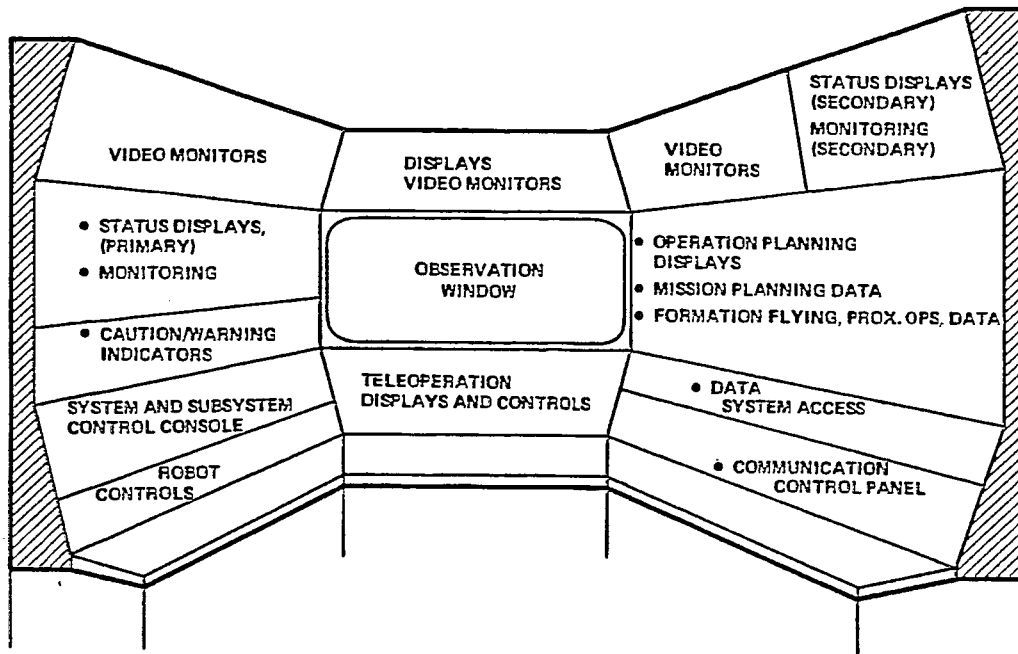 VIDEO MONITORS
● STATUS DISPLAYS,
(PRIMARY)
● MONITORING
● CAUTION/WARNING
INDICATORS
SYSTEM AND SUBSYSTEM
CONTROL CONSOLE
ROBOT
CONTROLS
DISPLAYS
VIDEO MONITORS
OBSERVATION
WINDOW
TELEOPERATION
DISPLAYS AND CONTROLS
VIDEO
MONITORS
STATUS DISPLAYS
(SECONDARY)
MONITORING
(SECONDARY)
● OPERATION PLANNING
DISPLAYS
● MISSION PLANNING DATA
● FORMATION FLYING, PROX. OPS, DATA
● DATA
SYSTEM ACCESS
● COMMUNICATION
CONTROL PANEL